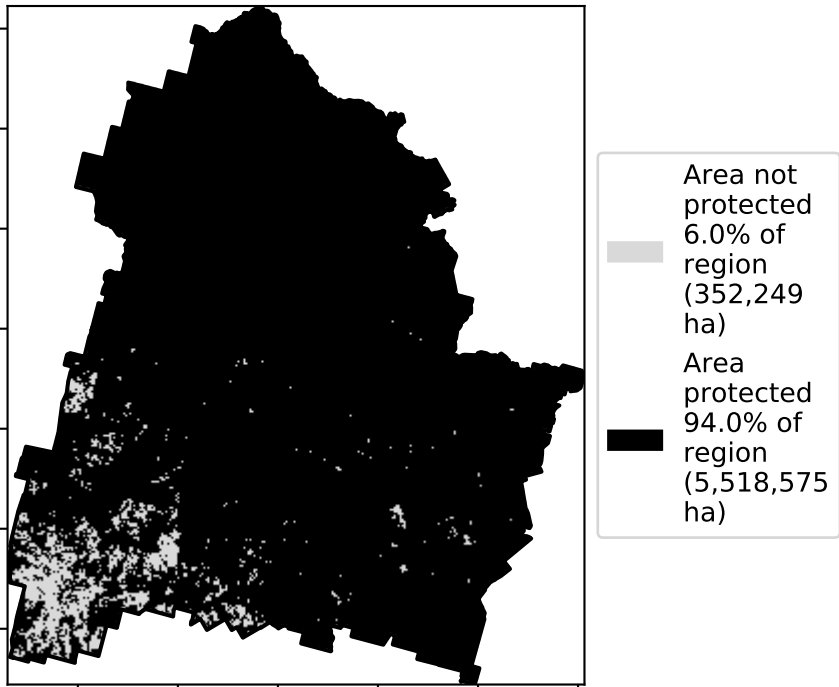 Area not
protected
6.0% of
region
(352,249
ha)
Area
protected
94.0% of
region
(5,518,575
ha)